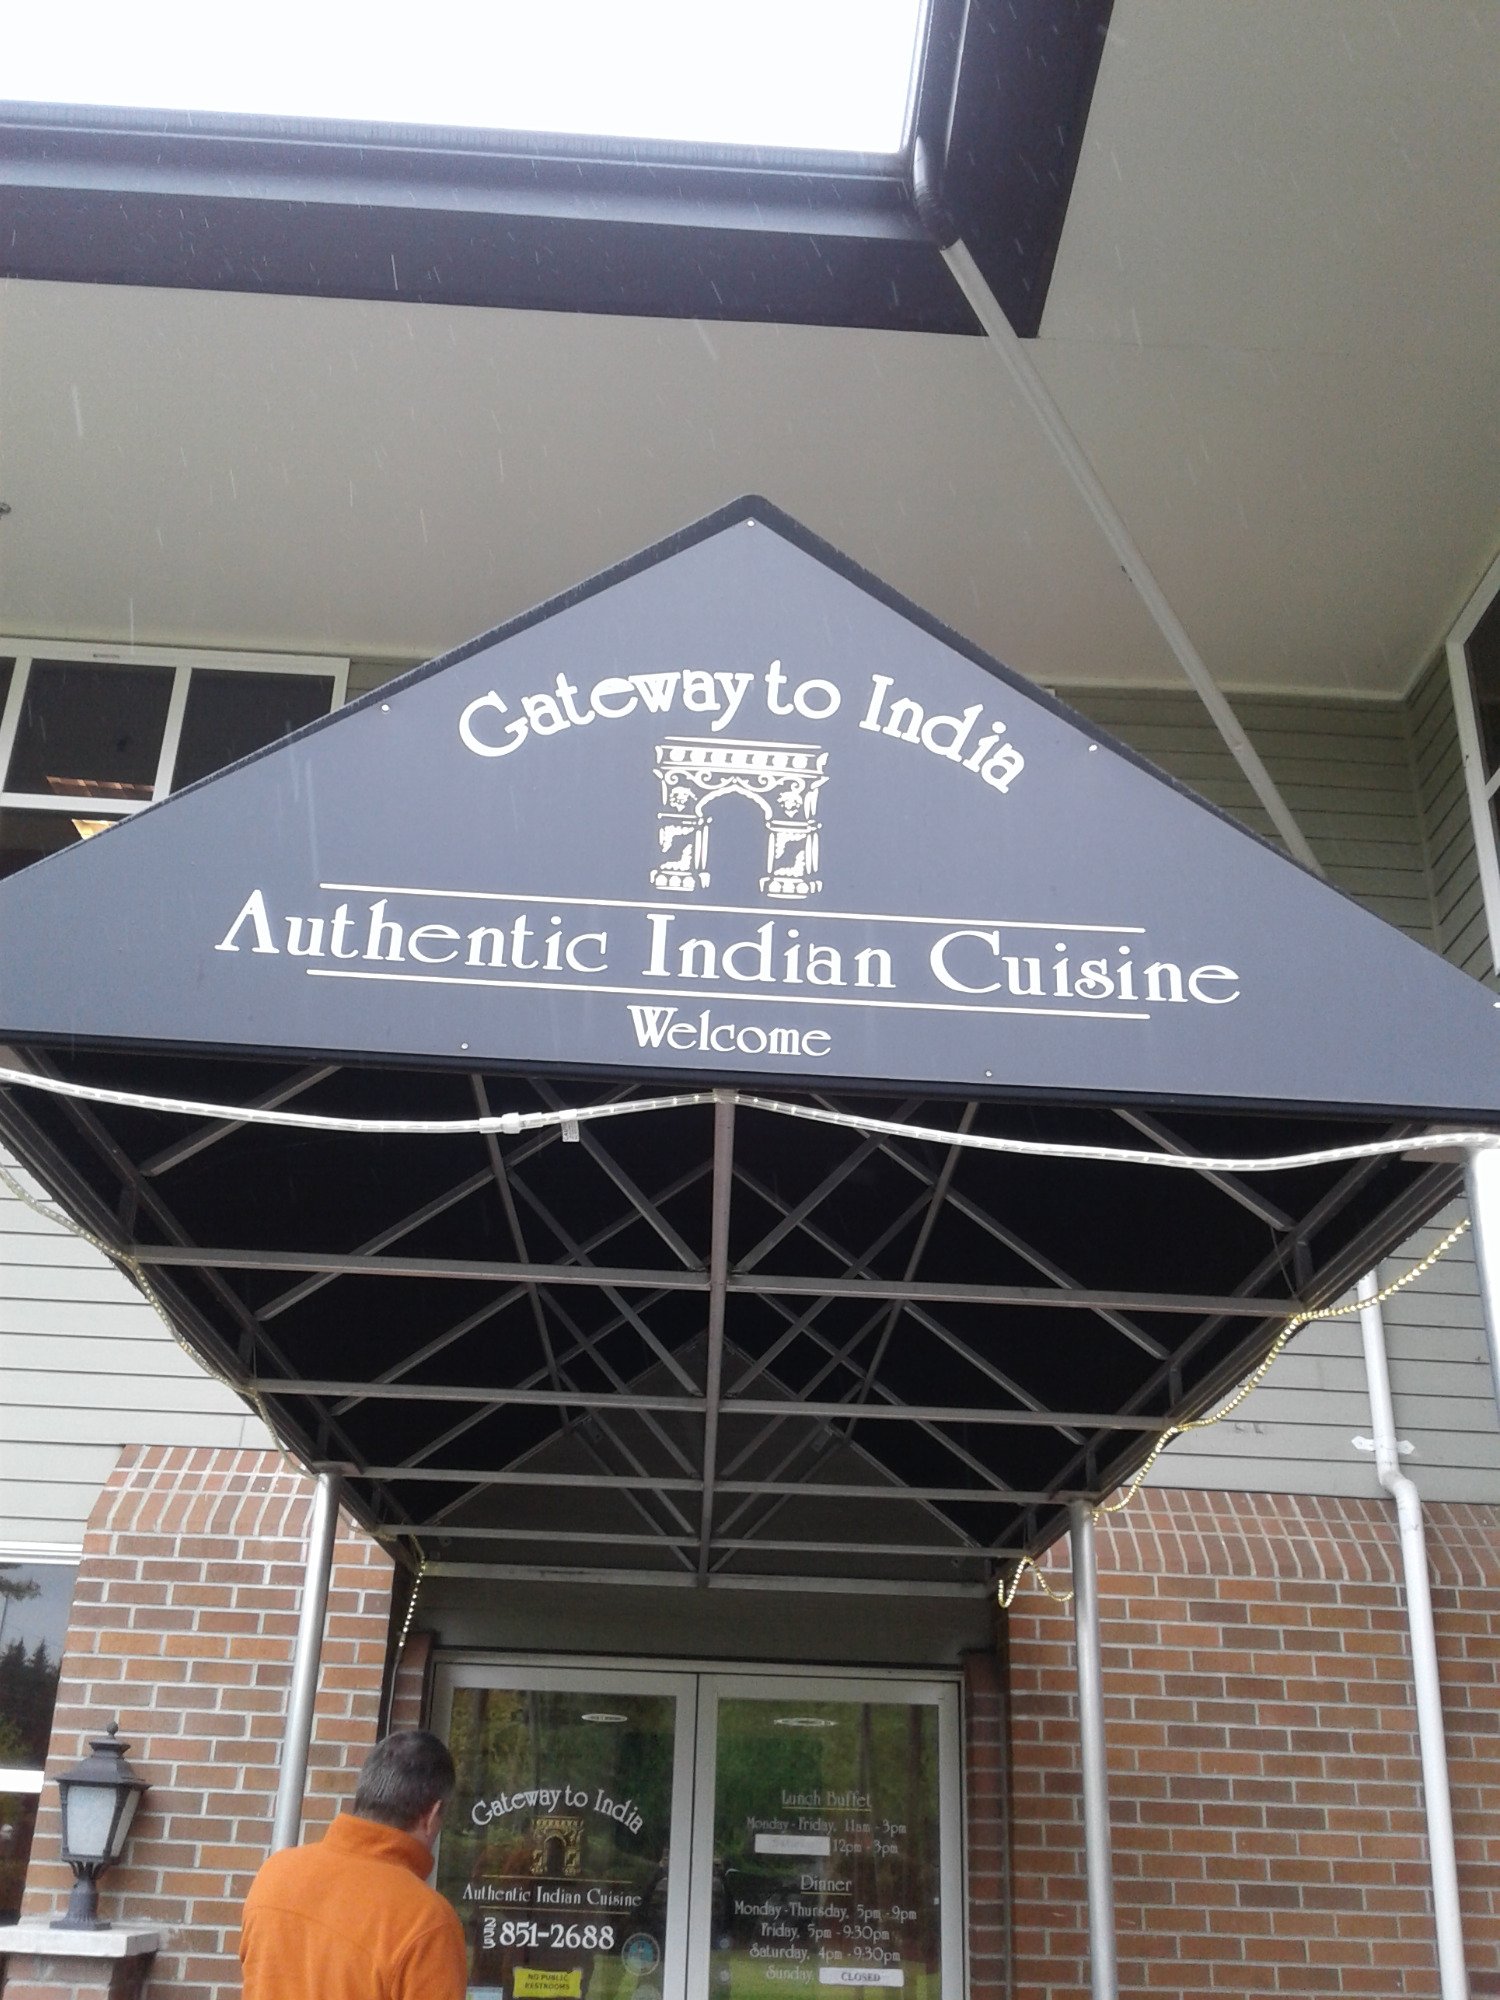 Gateway to India
Authentic Indian Cuisine
Welcome
Gateway to India
Authentic Indian Cuisine
253 851-2688
NO PUBLIC
RESTROOMS
Lunch Buffet
Monday - Friday, 11am - 3pm
12pm - 3pm
Dinner
Monday - Thursday, 5pm - 9pm
Friday, 5pm - 9:30pm
Saturday, 4pm - 9:30pm
Sunday, CLOSED